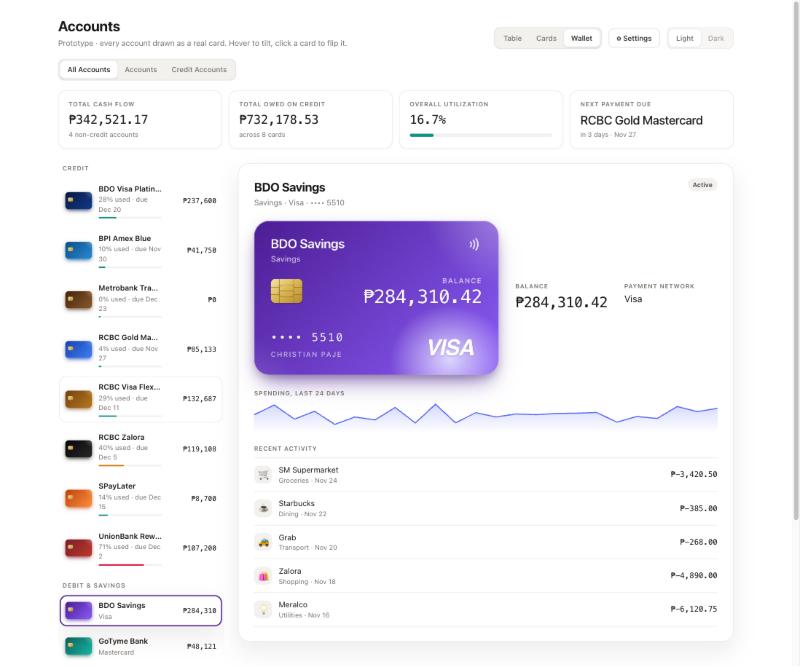 Accounts
Prototype · every account drawn as a real card. Hover to tilt, click a card to flip it.
Table Cards Wallet
Settings
Light Dark
All Accounts Accounts Credit Accounts
TOTAL CASH FLOW
₱342,521.17
4 non-credit accounts
TOTAL OWED ON CREDIT
₱732,178.53
across 8 cards
OVERALL UTILIZATION
16.7%
NEXT PAYMENT DUE
RCBC Gold Mastercard
in 3 days · Nov 27
CREDIT
BDO Visa Platin...
28% used · due
Dec 20
₱237,600
BPI Amex Blue
10% used · due Nov
30
₱41,750
Metrobank Tra...
0% used · due Dec
23
₱0
RCBC Gold Ma...
4% used · due Nov
27
₱85,133
RCBC Visa Flex...
29% used · due
Dec 11
₱132,687
RCBC Zalora
40% used · due
Dec 5
₱119,108
SPayLater
14% used · due Dec
15
₱8,700
UnionBank Rew...
71% used · due Dec
2
₱107,200
DEBIT & SAVINGS
BDO Savings
Visa
₱284,310
GoTyme Bank
Mastercard
₱48,121
BDO Savings
Savings · Visa · •••• 5510
Active
BDO Savings
Savings
BALANCE
₱284,310.42
•••• 5510
CHRISTIAN PAJE
VISA
BALANCE
₱284,310.42
PAYMENT NETWORK
Visa
SPENDING, LAST 24 DAYS
RECENT ACTIVITY
SM Supermarket
Groceries · Nov 24
₱−3,420.50
Starbucks
Dining · Nov 22
₱−385.00
Grab
Transport · Nov 20
₱−268.00
Zalora
Shopping · Nov 18
₱−4,890.00
Meralco
Utilities · Nov 16
₱−6,120.75